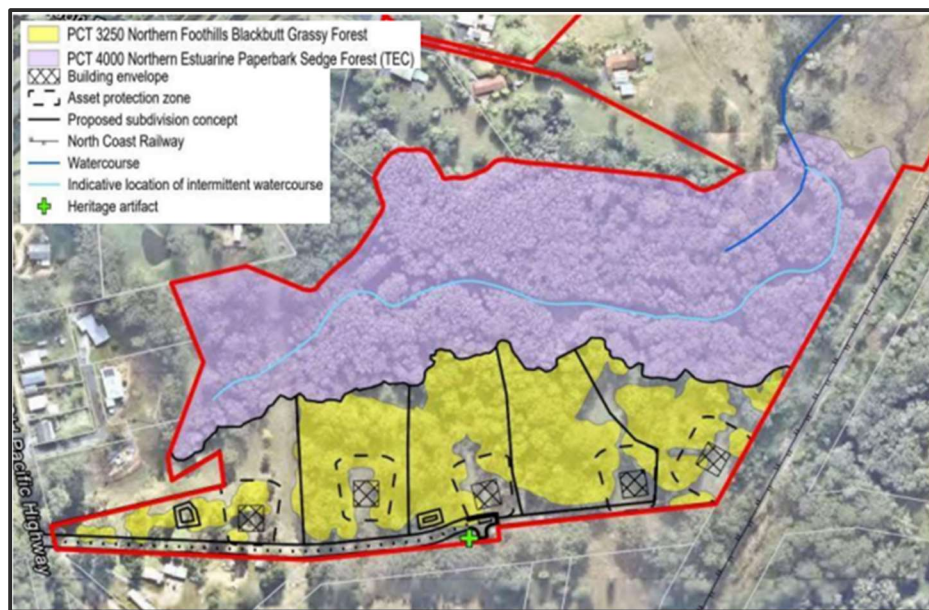 PCT 3250 Northern Foothills Blackbutt Grassy Forest
PCT 4000 Northern Estuarine Paperbark Sedge Forest (TEC)
Building envelope
Asset protection zone
Proposed subdivision concept
North Coast Railway
Watercourse
Indicative location of intermittent watercourse
Heritage artifact
Pacific Highway